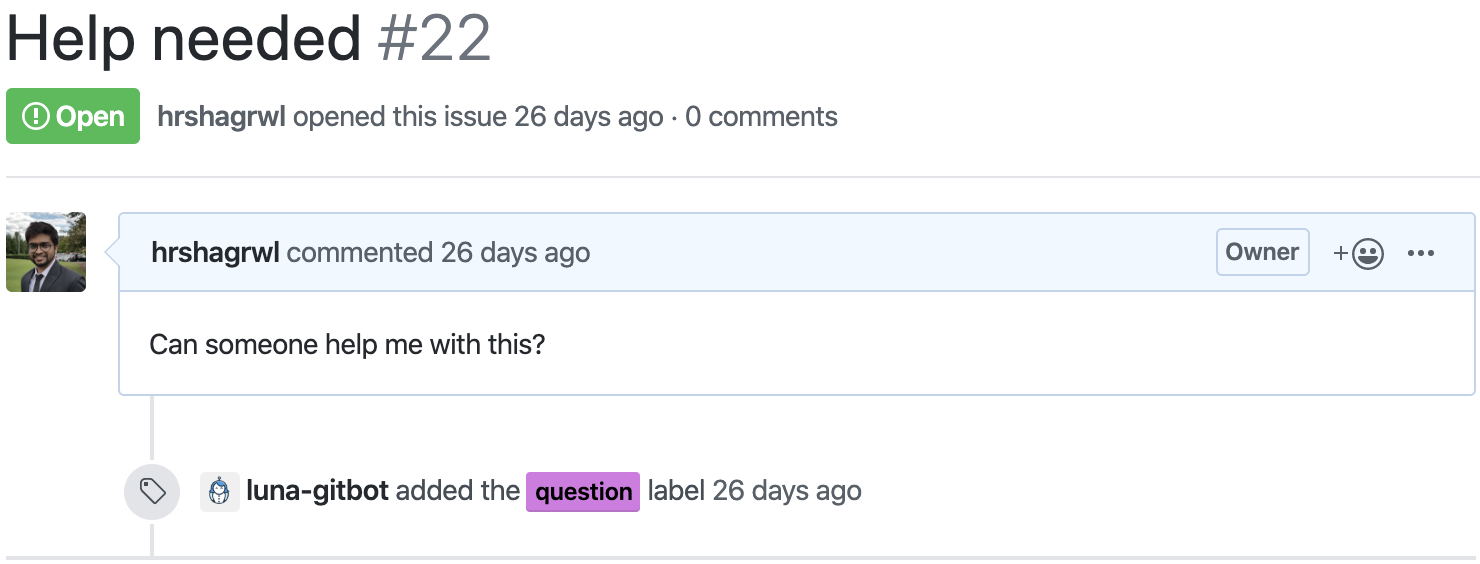 Help needed #22
Open hrshagrwl opened this issue 26 days ago · 0 comments
hrshagrwl commented 26 days ago Owner +
Can someone help me with this?
luna-gitbot added the question label 26 days ago